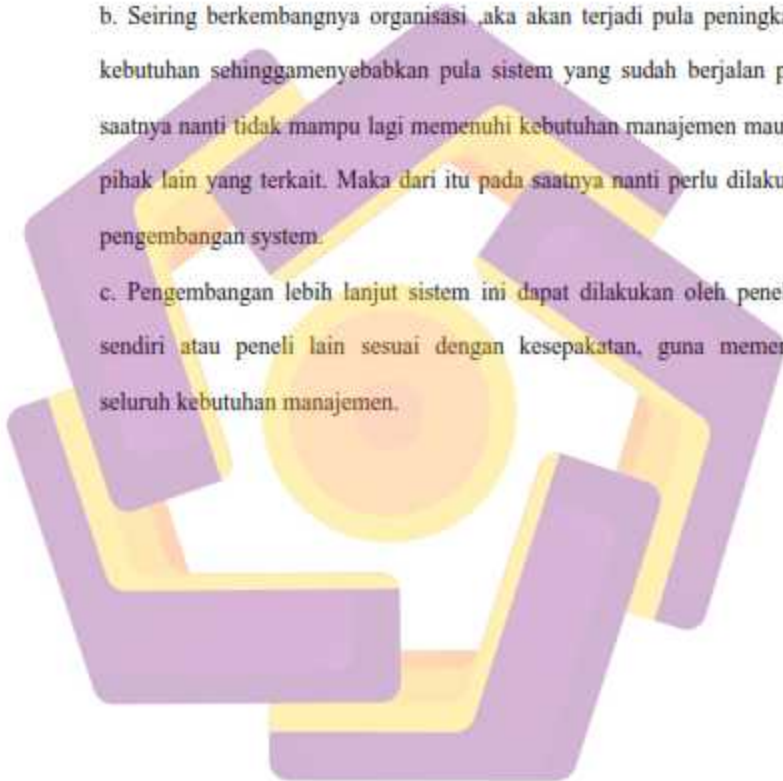 b. Seiring berkembangnya organisasi ,aka akan terjadi pula peningka
kebutuhan sehinggamenyebabkan pula sistem yang sudah berjalan p
saatnya nanti tidak mampu lagi memenuhi kebutuhan manajemen mau
pihak lain yang terkait. Maka dari itu pada saatnya nanti perlu dilaku
pengembangan system.
c. Pengembangan lebih lanjut sistem ini dapat dilakukan oleh pene
sendiri atau peneli lain sesuai dengan kesepakatan, guna meme
seluruh kebutuhan manajemen.